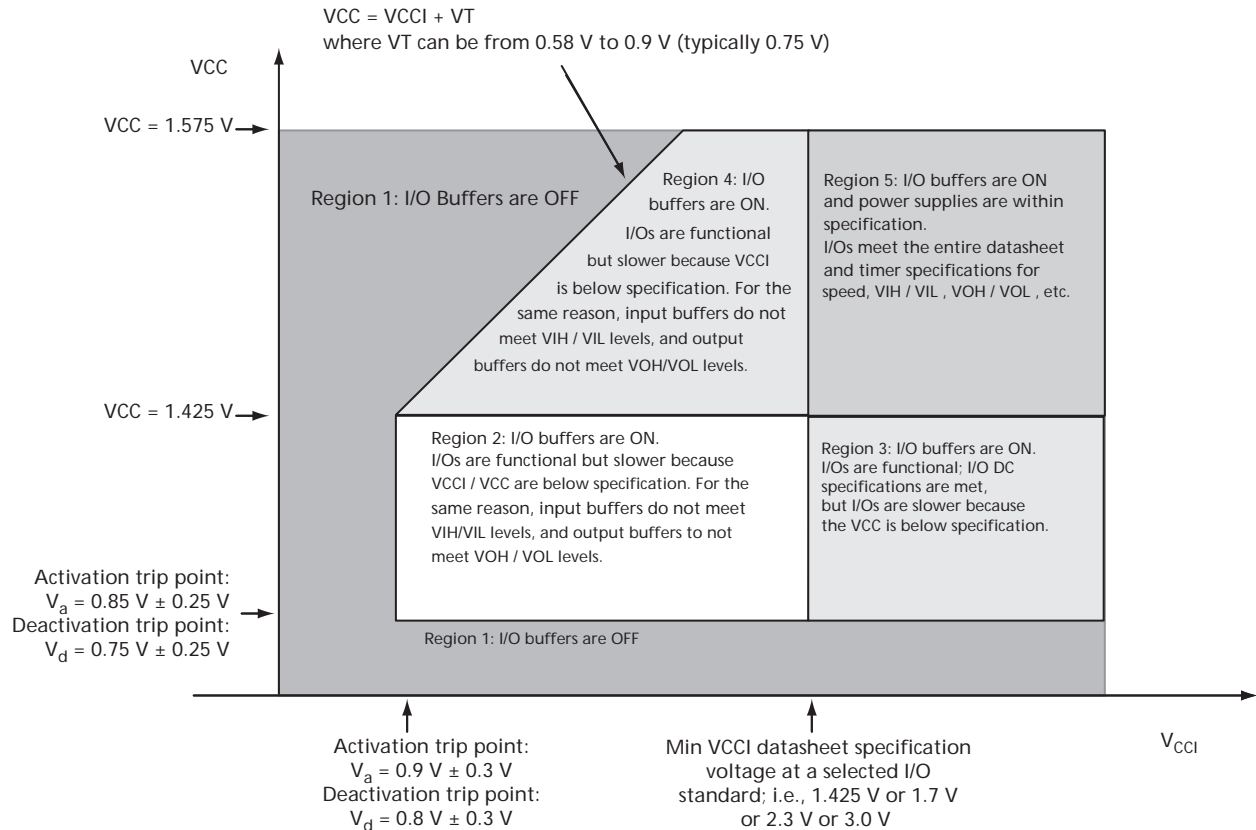 VCC = VCCI + VT
where VT can be from 0.58 V to 0.9 V (typically 0.75 V)
VCC
VCC = 1.575 V
Region 1: I/O Buffers are OFF
Region 4: I/O
buffers are ON.
I/Os are functional
but slower because VCCI
is below specification. For the
same reason, input buffers do not
meet VIH / VIL levels, and output
buffers do not meet VOH/VOL levels.
Region 5: I/O buffers are ON
and power supplies are within
specification.
I/Os meet the entire datasheet
and timer specifications for
speed, VIH / VIL , VOH / VOL , etc.
VCC = 1.425 V
Region 2: I/O buffers are ON.
I/Os are functional but slower because
VCCI / VCC are below specification. For the
same reason, input buffers do not meet
VIH/VIL levels, and output buffers to not
meet VOH / VOL levels.
Region 3: I/O buffers are ON.
I/Os are functional; I/O DC
specifications are met,
but I/Os are slower because
the VCC is below specification.
Activation trip point:
Va = 0.85 V ± 0.25 V
Deactivation trip point:
Vd = 0.75 V ± 0.25 V
Region 1: I/O buffers are OFF
Activation trip point:
Va = 0.9 V ± 0.3 V
Deactivation trip point:
Vd = 0.8 V ± 0.3 V
Min VCCI datasheet specification
voltage at a selected I/O
standard; i.e., 1.425 V or 1.7 V
or 2.3 V or 3.0 V
VCCI